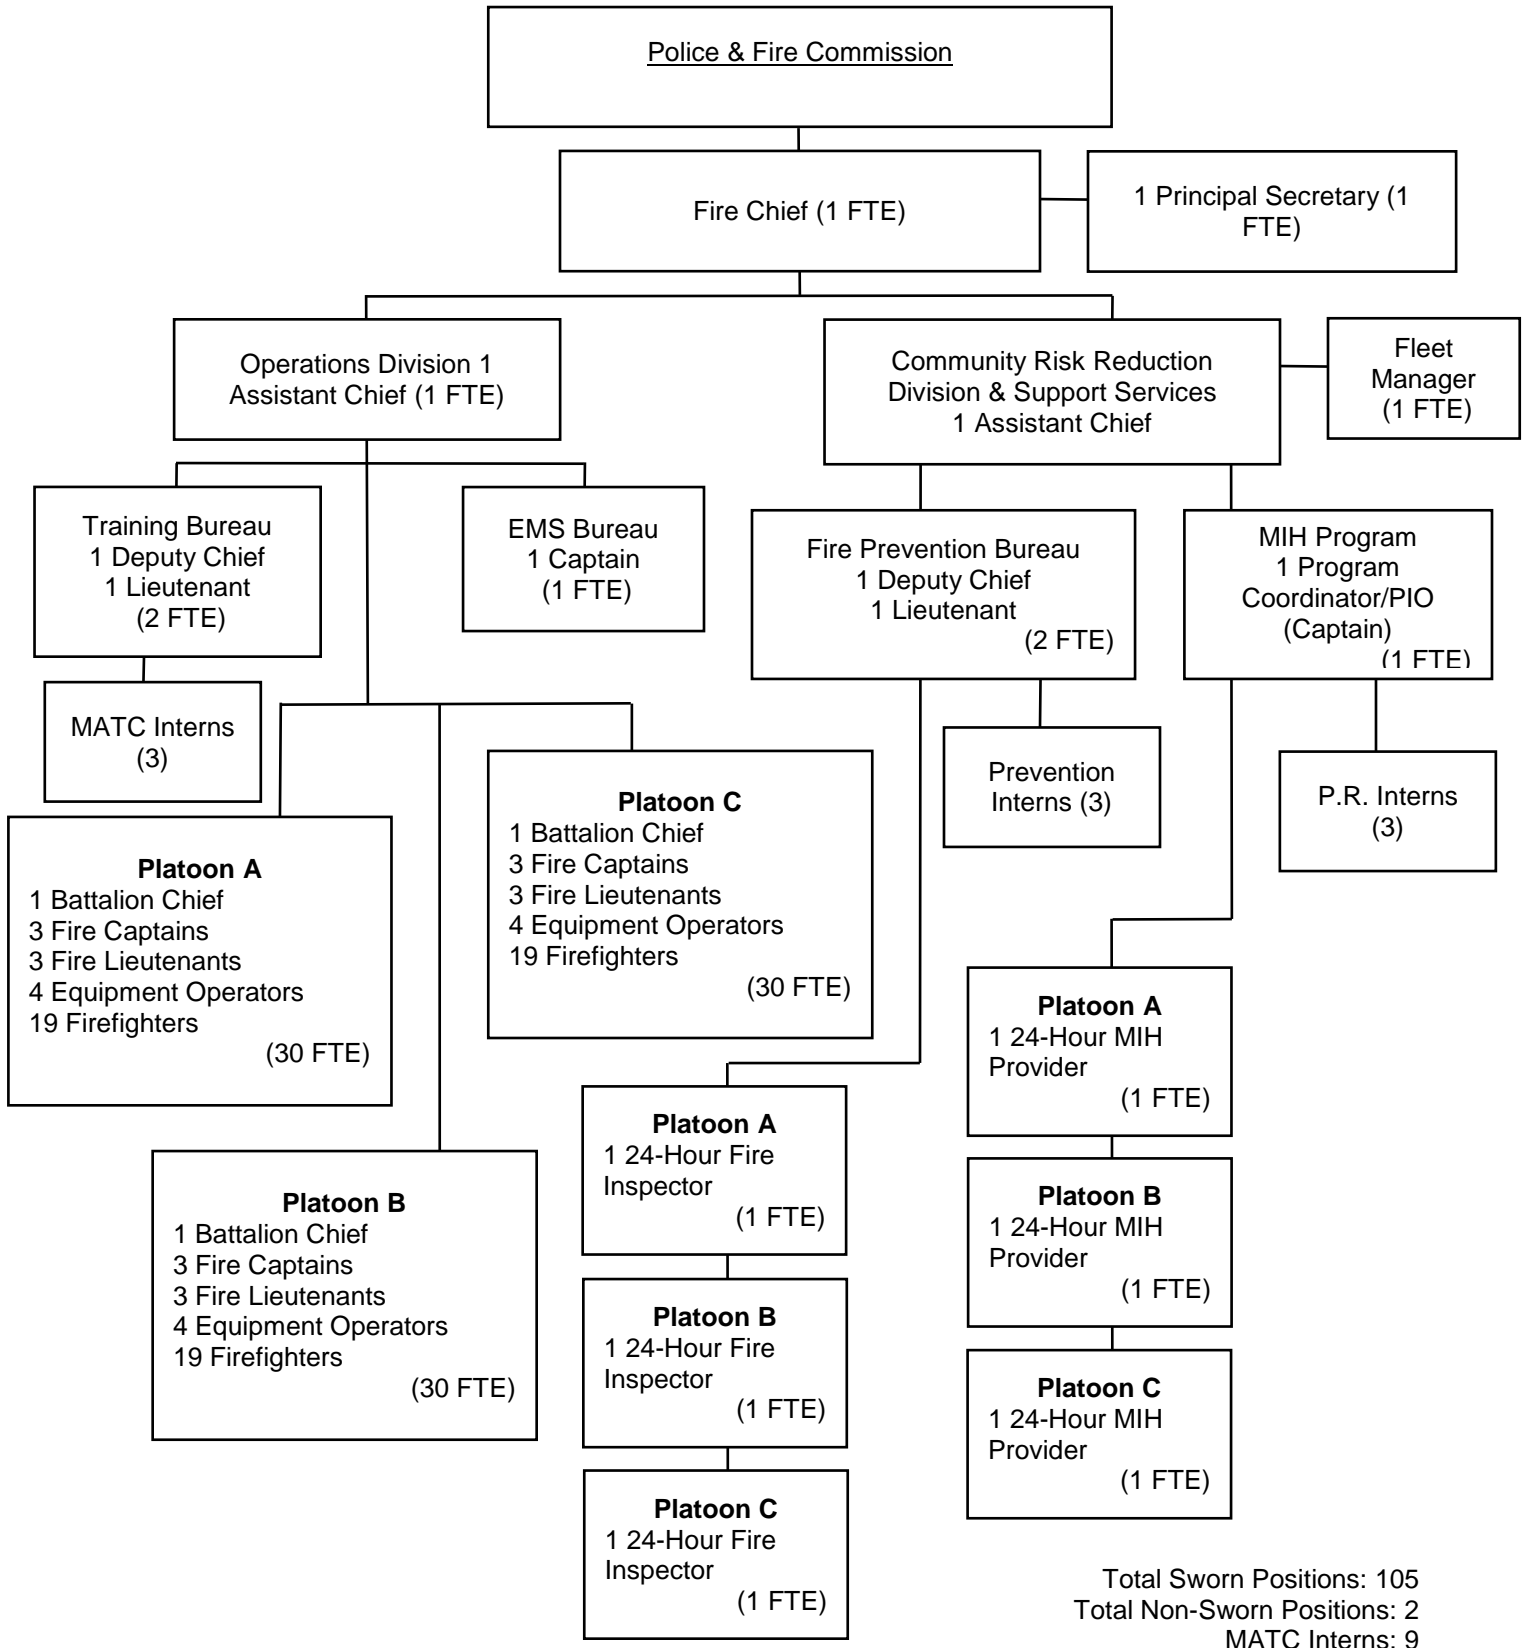 Police & Fire Commission
Fire Chief (1 FTE)
1 Principal Secretary (1
FTE)
Operations Division 1
Assistant Chief (1 FTE)
Community Risk Reduction
Division & Support Services
1 Assistant Chief
Fleet
Manager
(1 FTE)
Training Bureau
1 Deputy Chief
1 Lieutenant
(2 FTE)
EMS Bureau
1 Captain
(1 FTE)
Fire Prevention Bureau
1 Deputy Chief
1 Lieutenant
(2 FTE)
MIH Program
1 Program
Coordinator/PIO
(Captain)
(1 FTE)
MATC Interns
(3)
Prevention
Interns (3)
P.R. Interns
(3)
Platoon A
1 Battalion Chief
3 Fire Captains
3 Fire Lieutenants
4 Equipment Operators
19 Firefighters
(30 FTE)
Platoon C
1 Battalion Chief
3 Fire Captains
3 Fire Lieutenants
4 Equipment Operators
19 Firefighters
(30 FTE)
Platoon B
1 Battalion Chief
3 Fire Captains
3 Fire Lieutenants
4 Equipment Operators
19 Firefighters
(30 FTE)
Platoon A
1 24-Hour Fire
Inspector
(1 FTE)
Platoon B
1 24-Hour Fire
Inspector
(1 FTE)
Platoon C
1 24-Hour Fire
Inspector
(1 FTE)
Platoon A
1 24-Hour MIH
Provider
(1 FTE)
Platoon B
1 24-Hour MIH
Provider
(1 FTE)
Platoon C
1 24-Hour MIH
Provider
(1 FTE)
Total Sworn Positions: 105
Total Non-Sworn Positions: 2
MATC Interns: 9